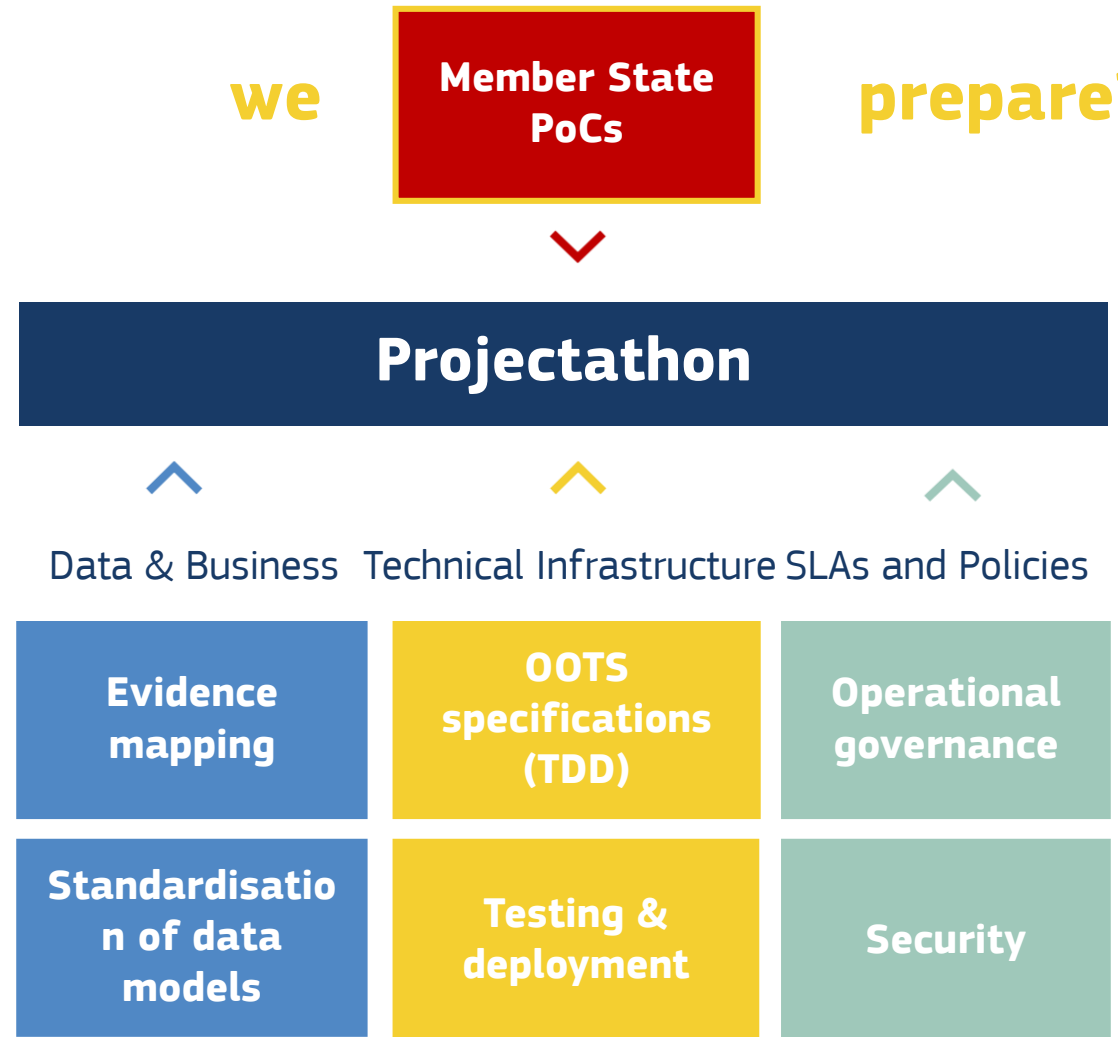 we
Member State
PoCs
prepare
Projectathon
Data & Business
Technical Infrastructure
SLAs and Policies
Evidence
mapping
OOTS
specifications
(TDD)
Operational
governance
Standardisatio
n of data
models
Testing &
deployment
Security